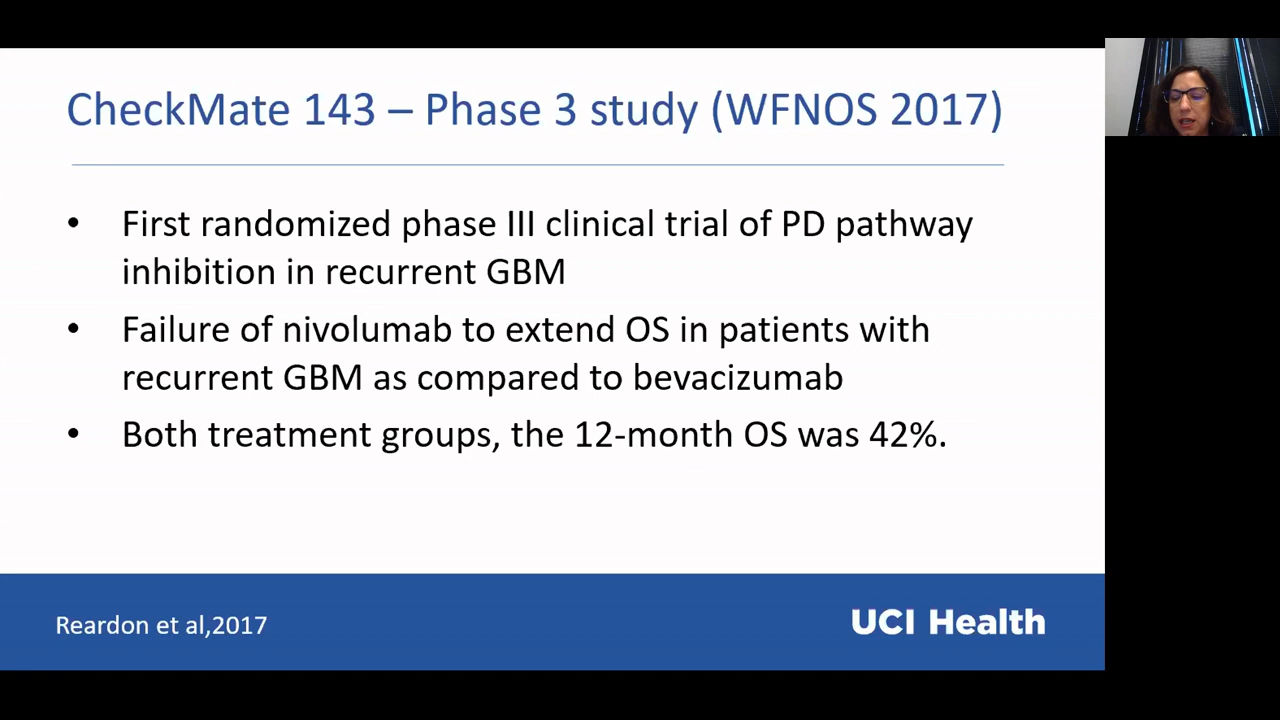 CheckMate 143 – Phase 3 study (WFNOS 2017)
• First randomized phase III clinical trial of PD pathway
inhibition in recurrent GBM
• Failure of nivolumab to extend OS in patients with
recurrent GBM as compared to bevacizumab
• Both treatment groups, the 12-month OS was 42%.
Reardon et al,2017
UCI Health